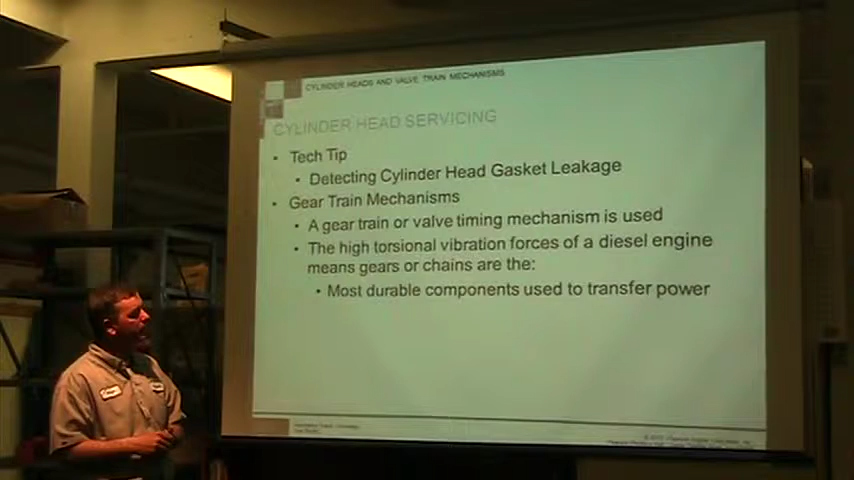 CYLINDER HEADS AND VALVE TRAIN MECHANISMS
CYLINDER HEAD SERVICING
• Tech Tip
• Detecting Cylinder Head Gasket Leakage
• Gear Train Mechanisms
• A gear train or valve timing mechanism is used
• The high torsional vibration forces of a diesel engine
means gears or chains are the:
• Most durable components used to transfer power